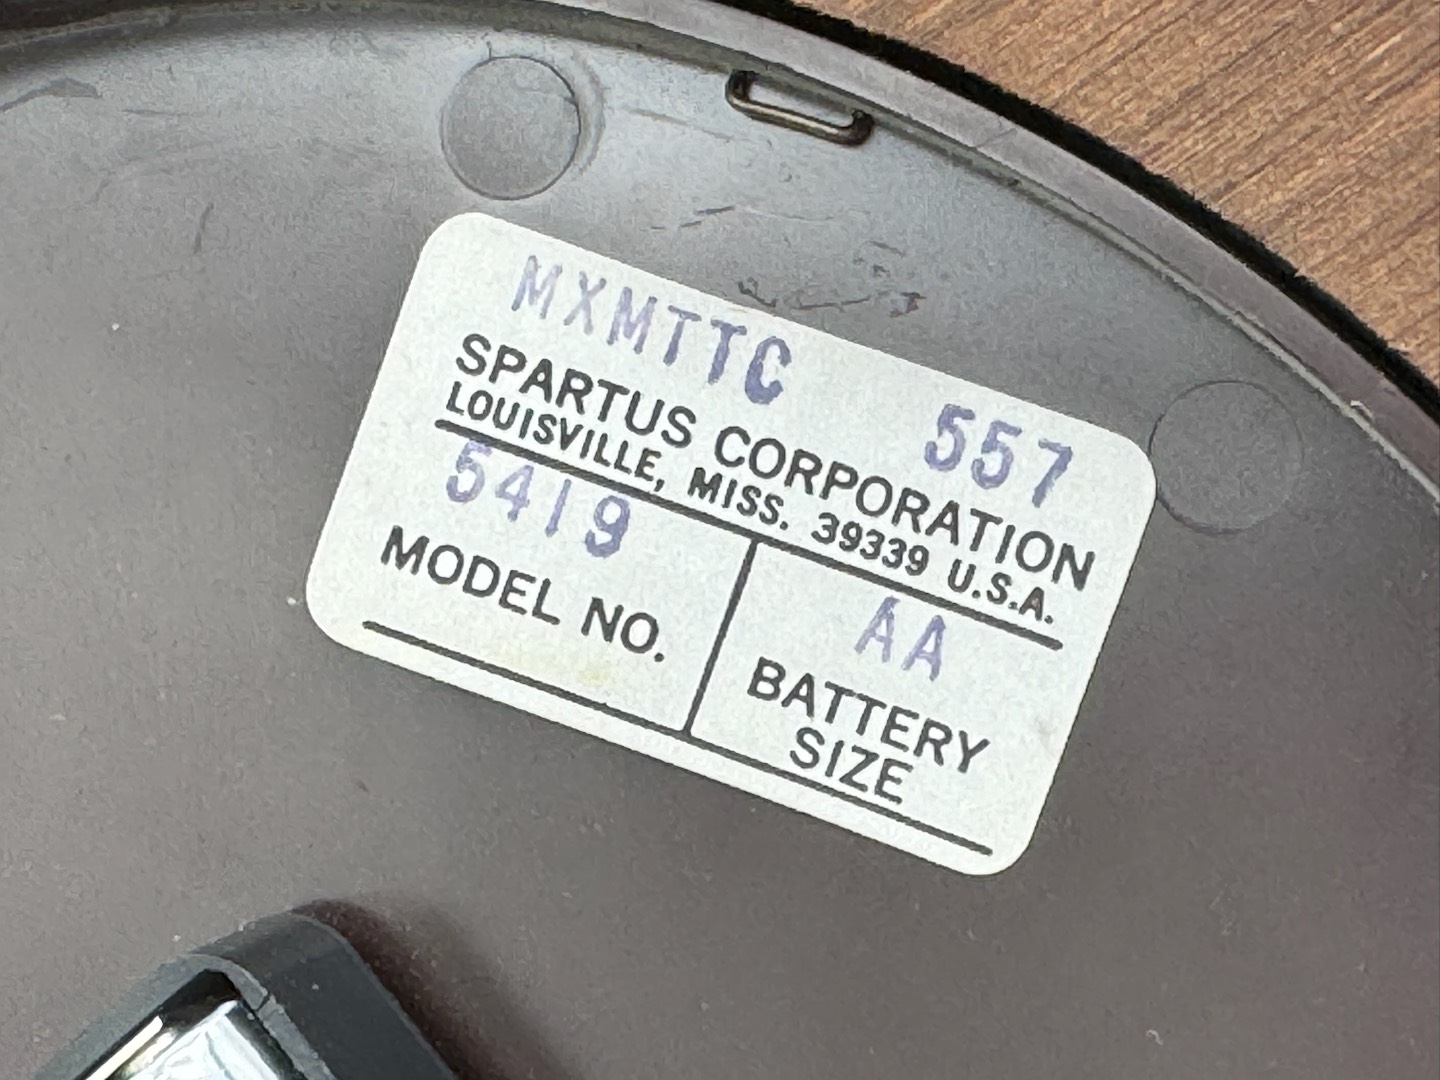 MXMTTC 557
SPARTUS CORPORATION
LOUISVILLE, MISS. 39339 U.S.A.
5419
MODEL NO.
AA
BATTERY
SIZE